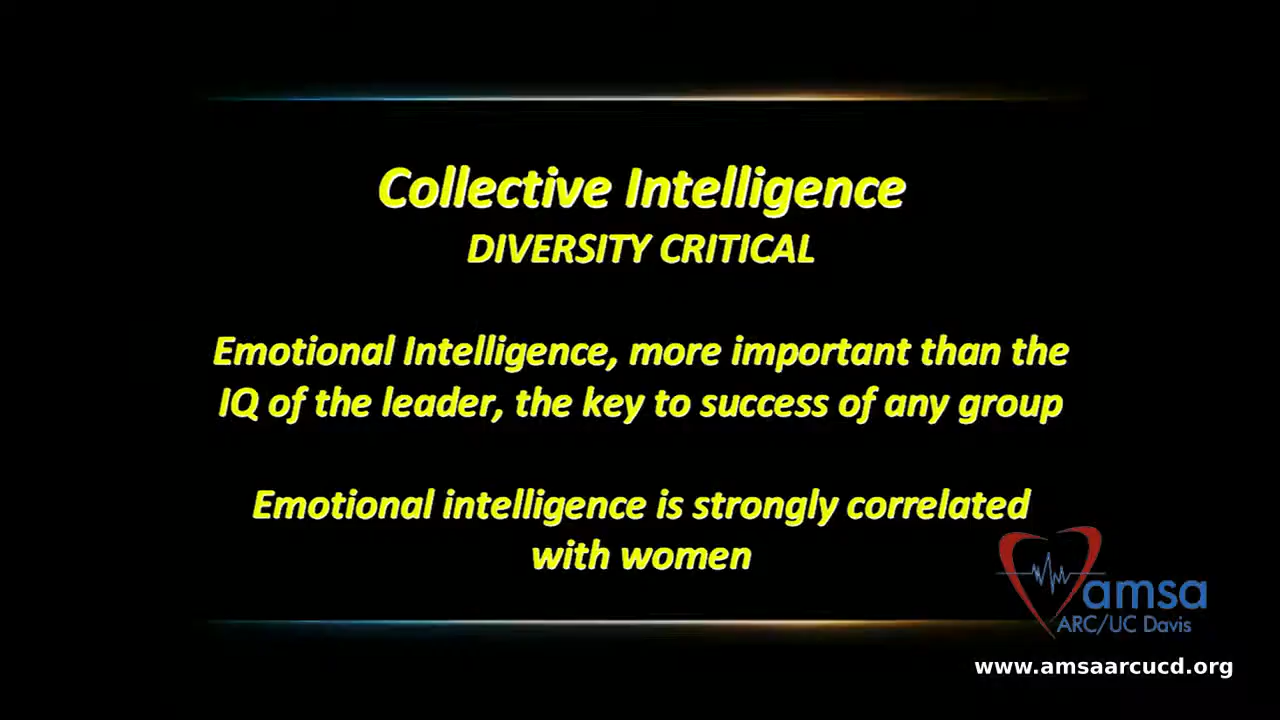 Collective Intelligence
DIVERSITY CRITICAL
Emotional Intelligence, more important than the
IQ of the leader, the key to success of any group
Emotional intelligence is strongly correlated
with women
amsa
ARC/UC Davis
www.amsaarcucd.org